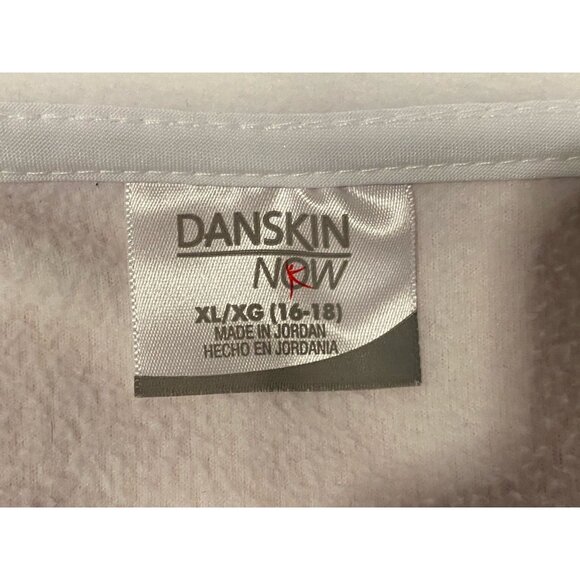 DANSKIN
NOW
XL/XG (16-18)
MADE IN JORDAN
HECHO EN JORDANIA